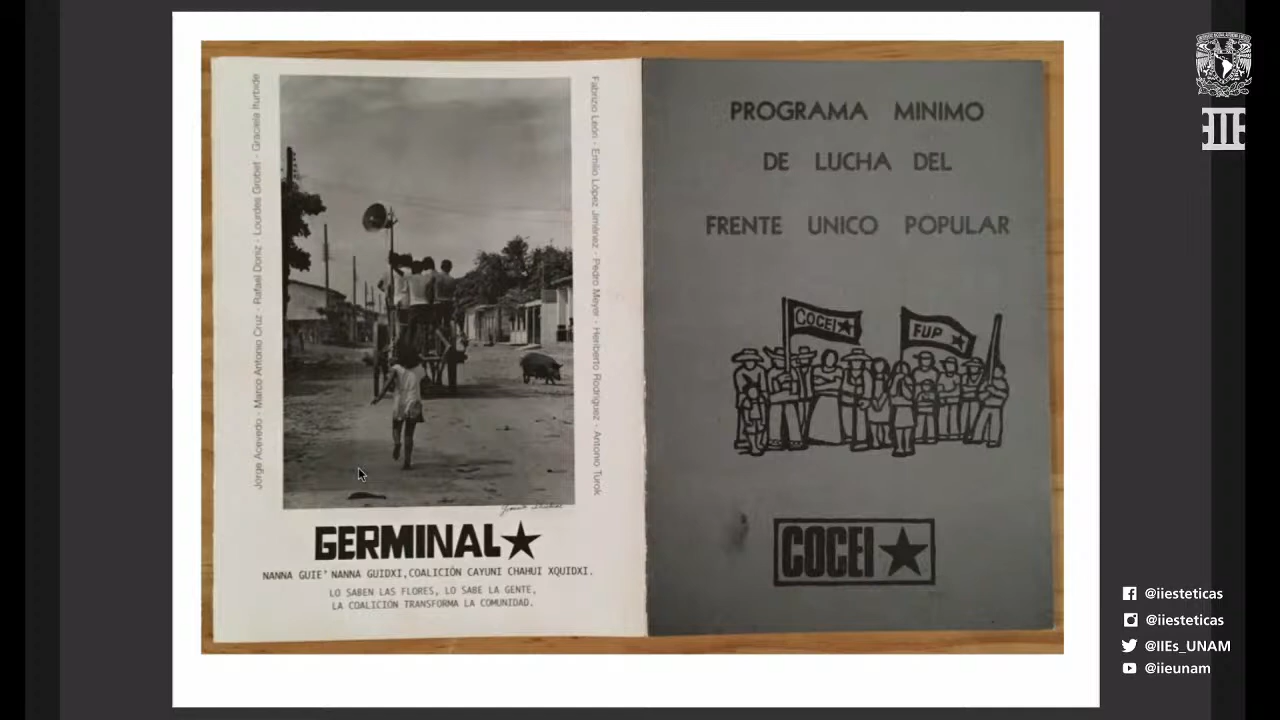 Jorge Acevedo - Marco Antonio Cruz - Rafael Doniz - Lourdes Grobet - Graciela Iturbide
Fabrizio León - Emilio López Jiménez - Pedro Meyer - Heriberto Rodríguez - Antonio Turok
GERMINAL
NANNA GUIE' NANNA GUIDXI, COALICIÓN CAYUNI CHAHUI XQUIDXI.
LO SABEN LAS FLORES, LO SABE LA GENTE,
LA COALICIÓN TRANSFORMA LA COMUNIDAD.
PROGRAMA MINIMO
DE LUCHA DEL
FRENTE UNICO POPULAR
COCEI
FUP
COCEI
@iiesteticas
@iiesteticas
@IIEs_UNAM
@iieunam